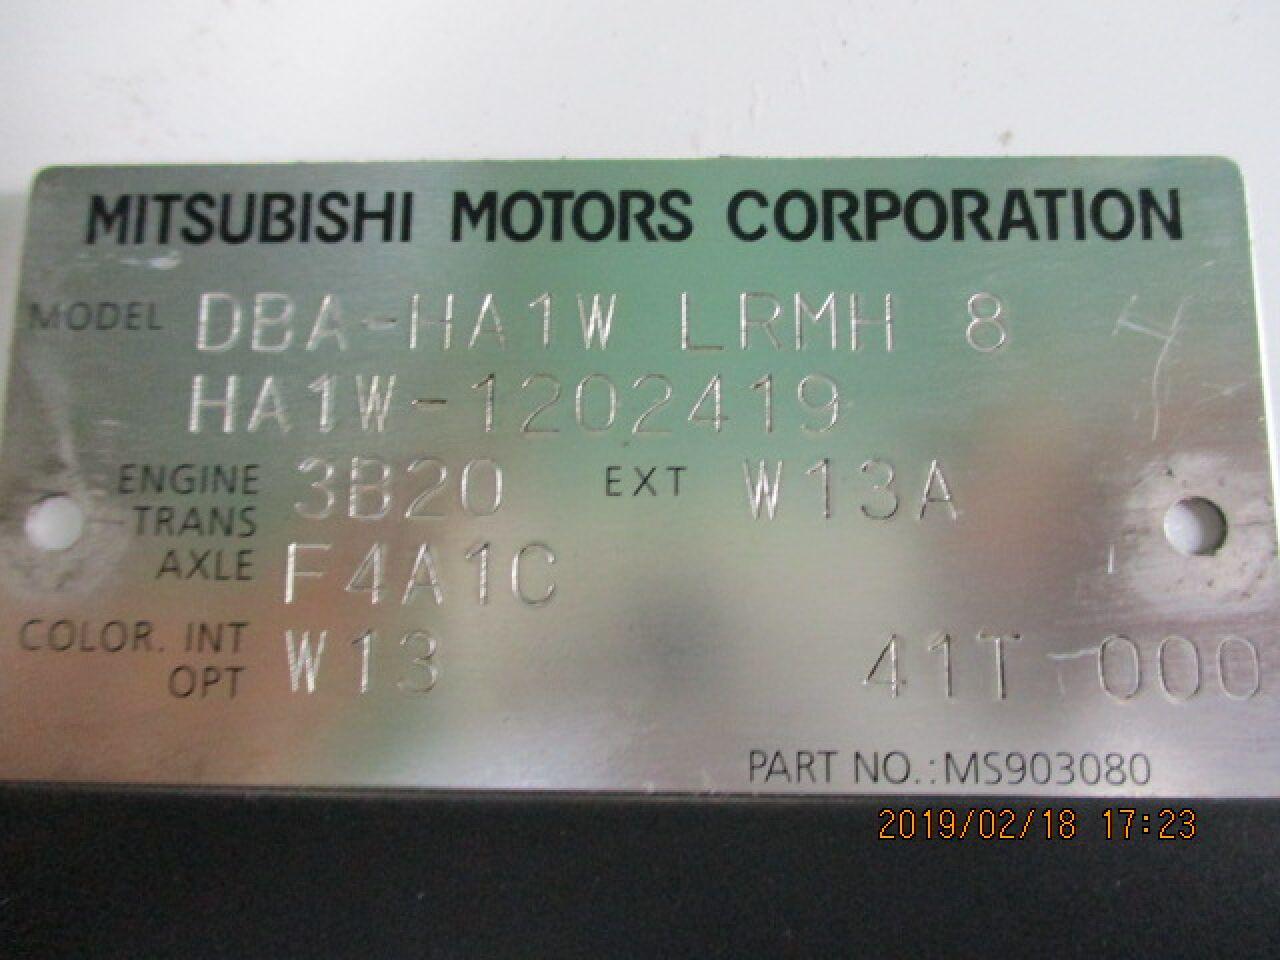 MITSUBISHI MOTORS CORPORATION
MODEL DBA-HA1W LRMH 8
HA1W-1202419
ENGINE 3B20 EXT W13A
TRANS
AXLE F4A1C
COLOR. INT W13 41T 000
OPT
PART NO.:MS903080
2019/02/18 17:23